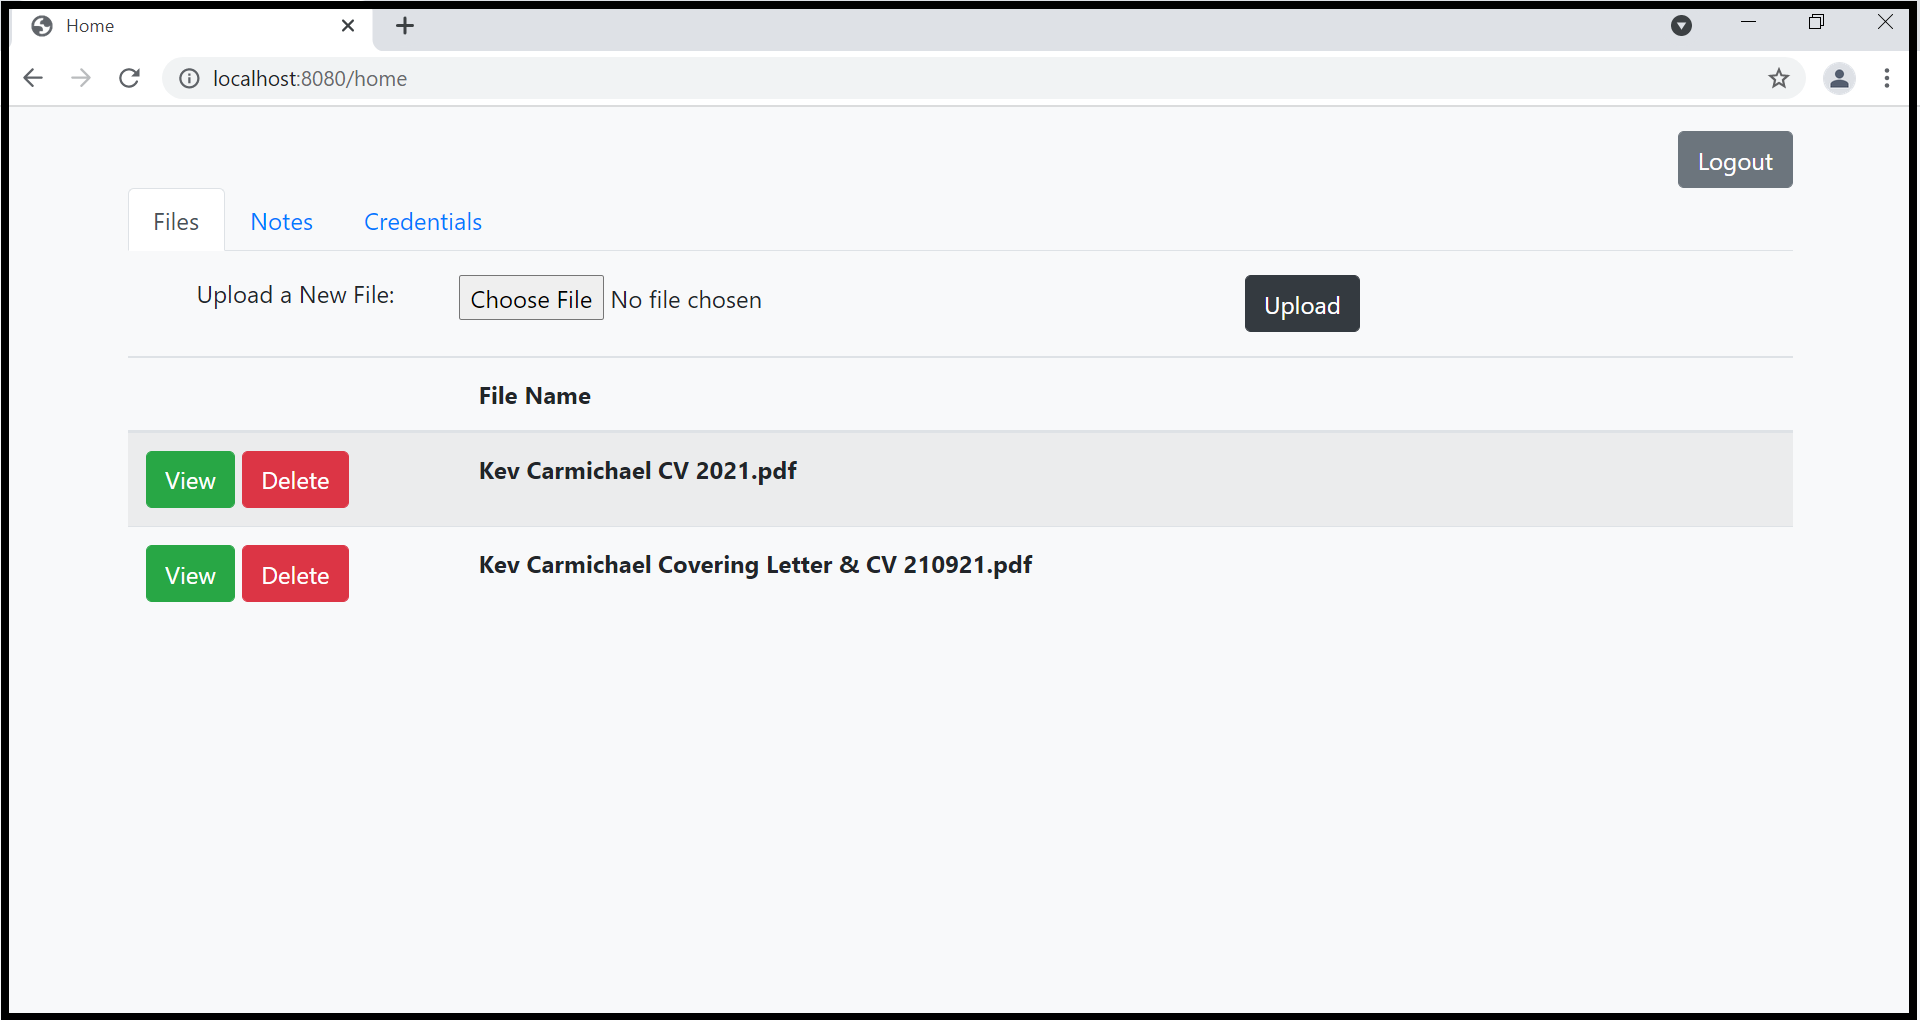 Home
localhost:8080/home
Logout
Files Notes Credentials
Upload a New File: Choose File No file chosen Upload
File Name
View Delete Kev Carmichael CV 2021.pdf
View Delete Kev Carmichael Covering Letter & CV 210921.pdf